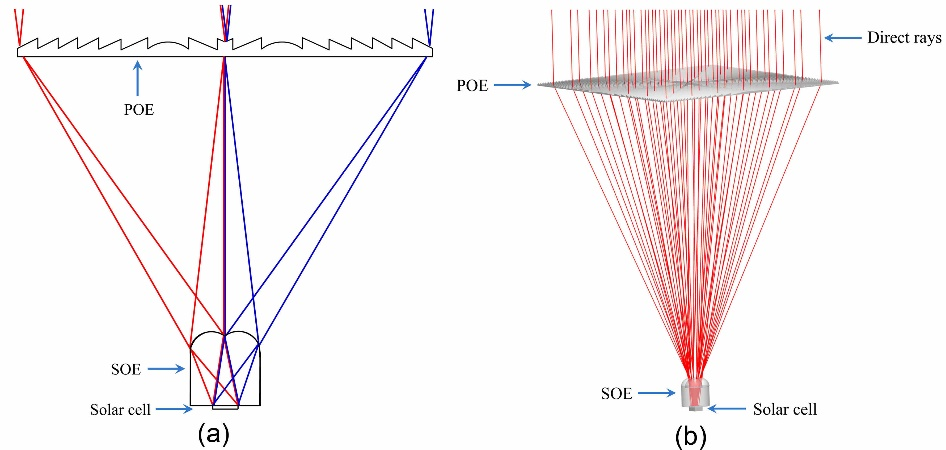 POE
SOE
Solar cell
(a)
Direct rays
POE
SOE
Solar cell
(b)